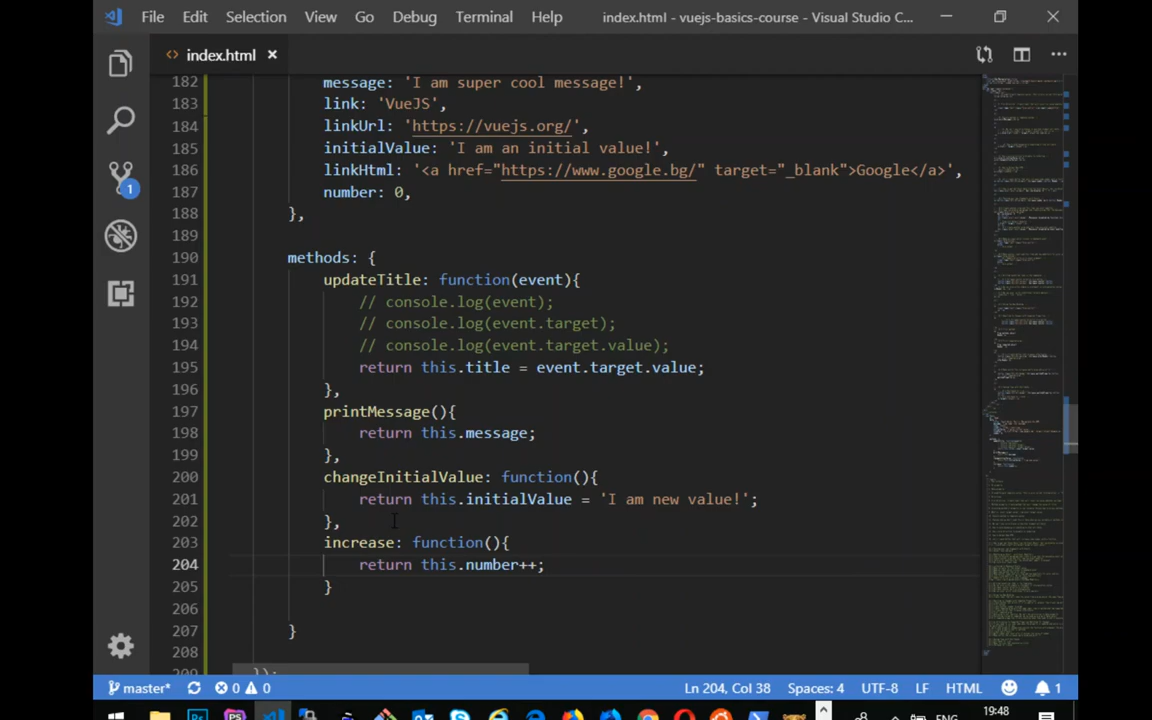 File Edit Selection View Go Debug Terminal Help index.html - vuejs-basics-course - Visual Studio C...
index.html
182 message: 'I am super cool message!',
183 link: 'VueJS',
184 linkUrl: 'https://vuejs.org/',
185 initialValue: 'I am an initial value!',
186 linkHtml: '<a href="https://www.google.bg/" target="_blank">Google</a>',
187 number: 0,
188 },
189
190 methods: {
191 updateTitle: function(event){
192 // console.log(event);
193 // console.log(event.target);
194 // console.log(event.target.value);
195 return this.title = event.target.value;
196 },
197 printMessage(){
198 return this.message;
199 },
200 changeInitialValue: function(){
201 return this.initialValue = 'I am new value!';
202 },
203 increase: function(){
204 return this.number++;
205 }
206
207 }
208
209 });
1
master* 0 0 Ln 204, Col 38 Spaces: 4 UTF-8 LF HTML 1
Ps PS ENG 19:48